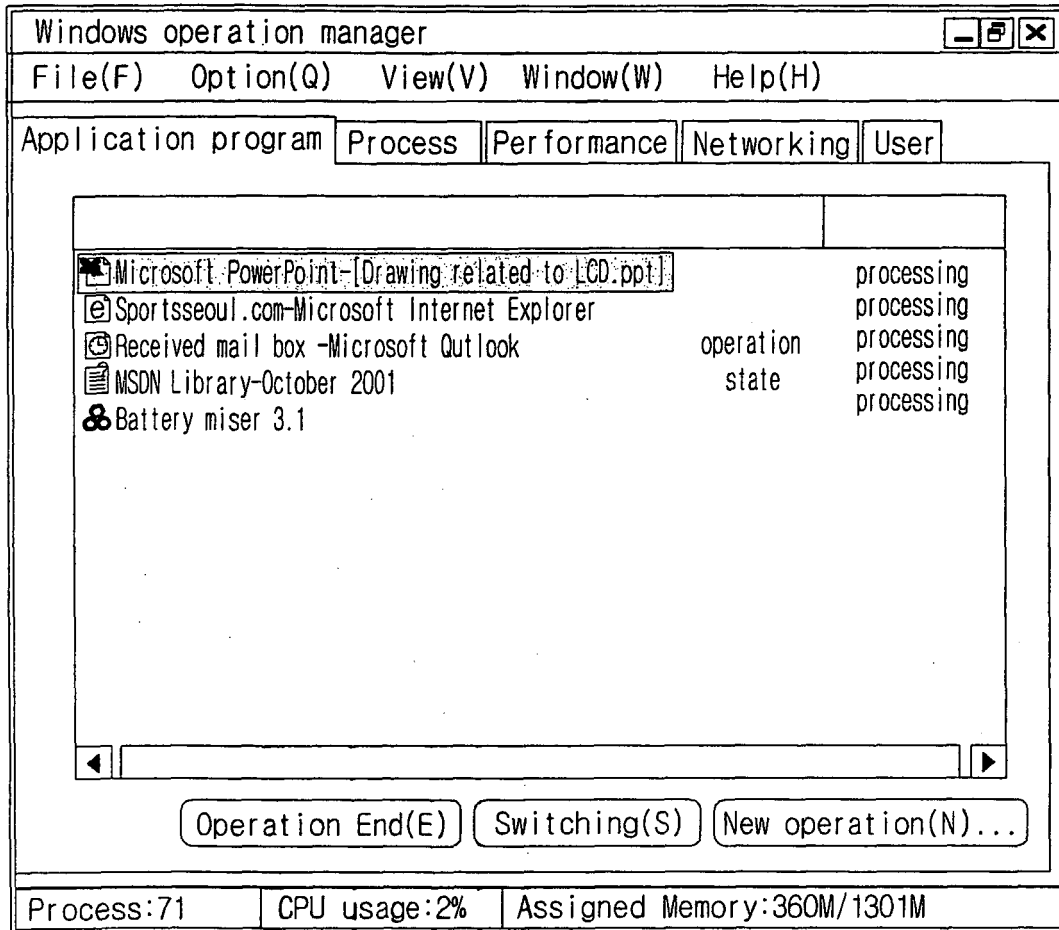 Windows operation manager
File(F) Option(Q) View(V) Window(W) Help(H)
Application program Process Performance Networking User
Microsoft PowerPoint-[Drawing related to LCD.ppt] processing
Sportsseoul.com-Microsoft Internet Explorer processing
Received mail box -Microsoft Qutlook operation processing
MSDN Library-October 2001 state processing
Battery miser 3.1 processing
Operation End(E) Switching(S) New operation(N)...
Process:71 CPU usage:2% Assigned Memory:360M/1301M